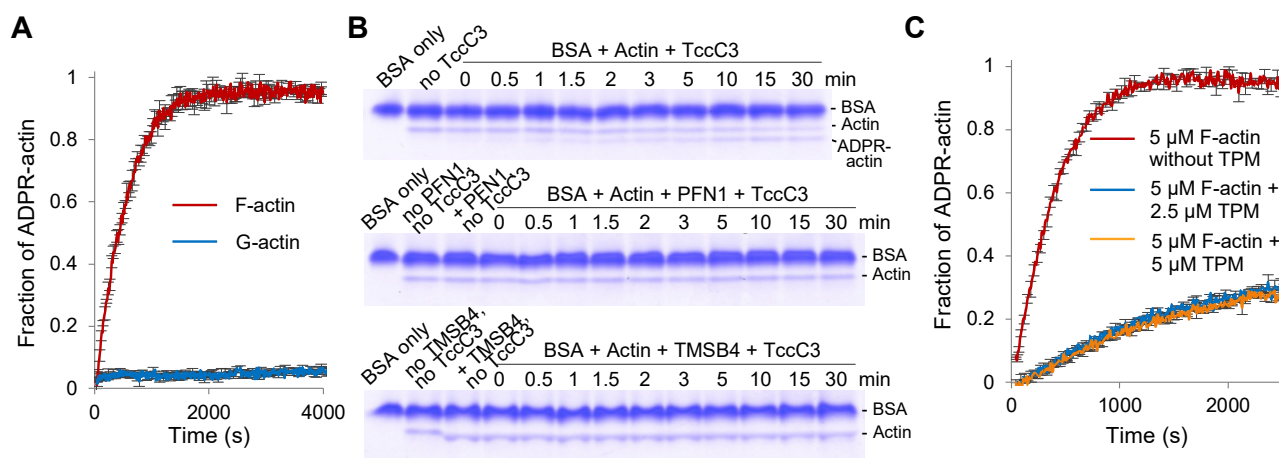 A
Fraction of ADPR-actin
1
0.8
0.6
0.4
0.2
0
F-actin
G-actin
0 2000 4000
Time (s)
B
BSA only
no TccC3
BSA + Actin + TccC3
0 0.5 1 1.5 2 3 5 10 15 30 min
- BSA
- Actin
ADPR-
actin
BSA only
no PFN1
no TccC3
+ PFN1
no TccC3
BSA + Actin + PFN1 + TccC3
0 0.5 1 1.5 2 3 5 10 15 30 min
- BSA
- Actin
BSA only
no TMSB4,
no TccC3
+ TMSB4,
no TccC3
BSA + Actin + TMSB4 + TccC3
0 0.5 1 1.5 2 3 5 10 15 30 min
- BSA
- Actin
C
Fraction of ADPR-actin
1
0.8
0.6
0.4
0.2
0
5 µM F-actin
without TPM
5 µM F-actin +
2.5 µM TPM
5 µM F-actin +
5 µM TPM
0 1000 2000
Time (s)